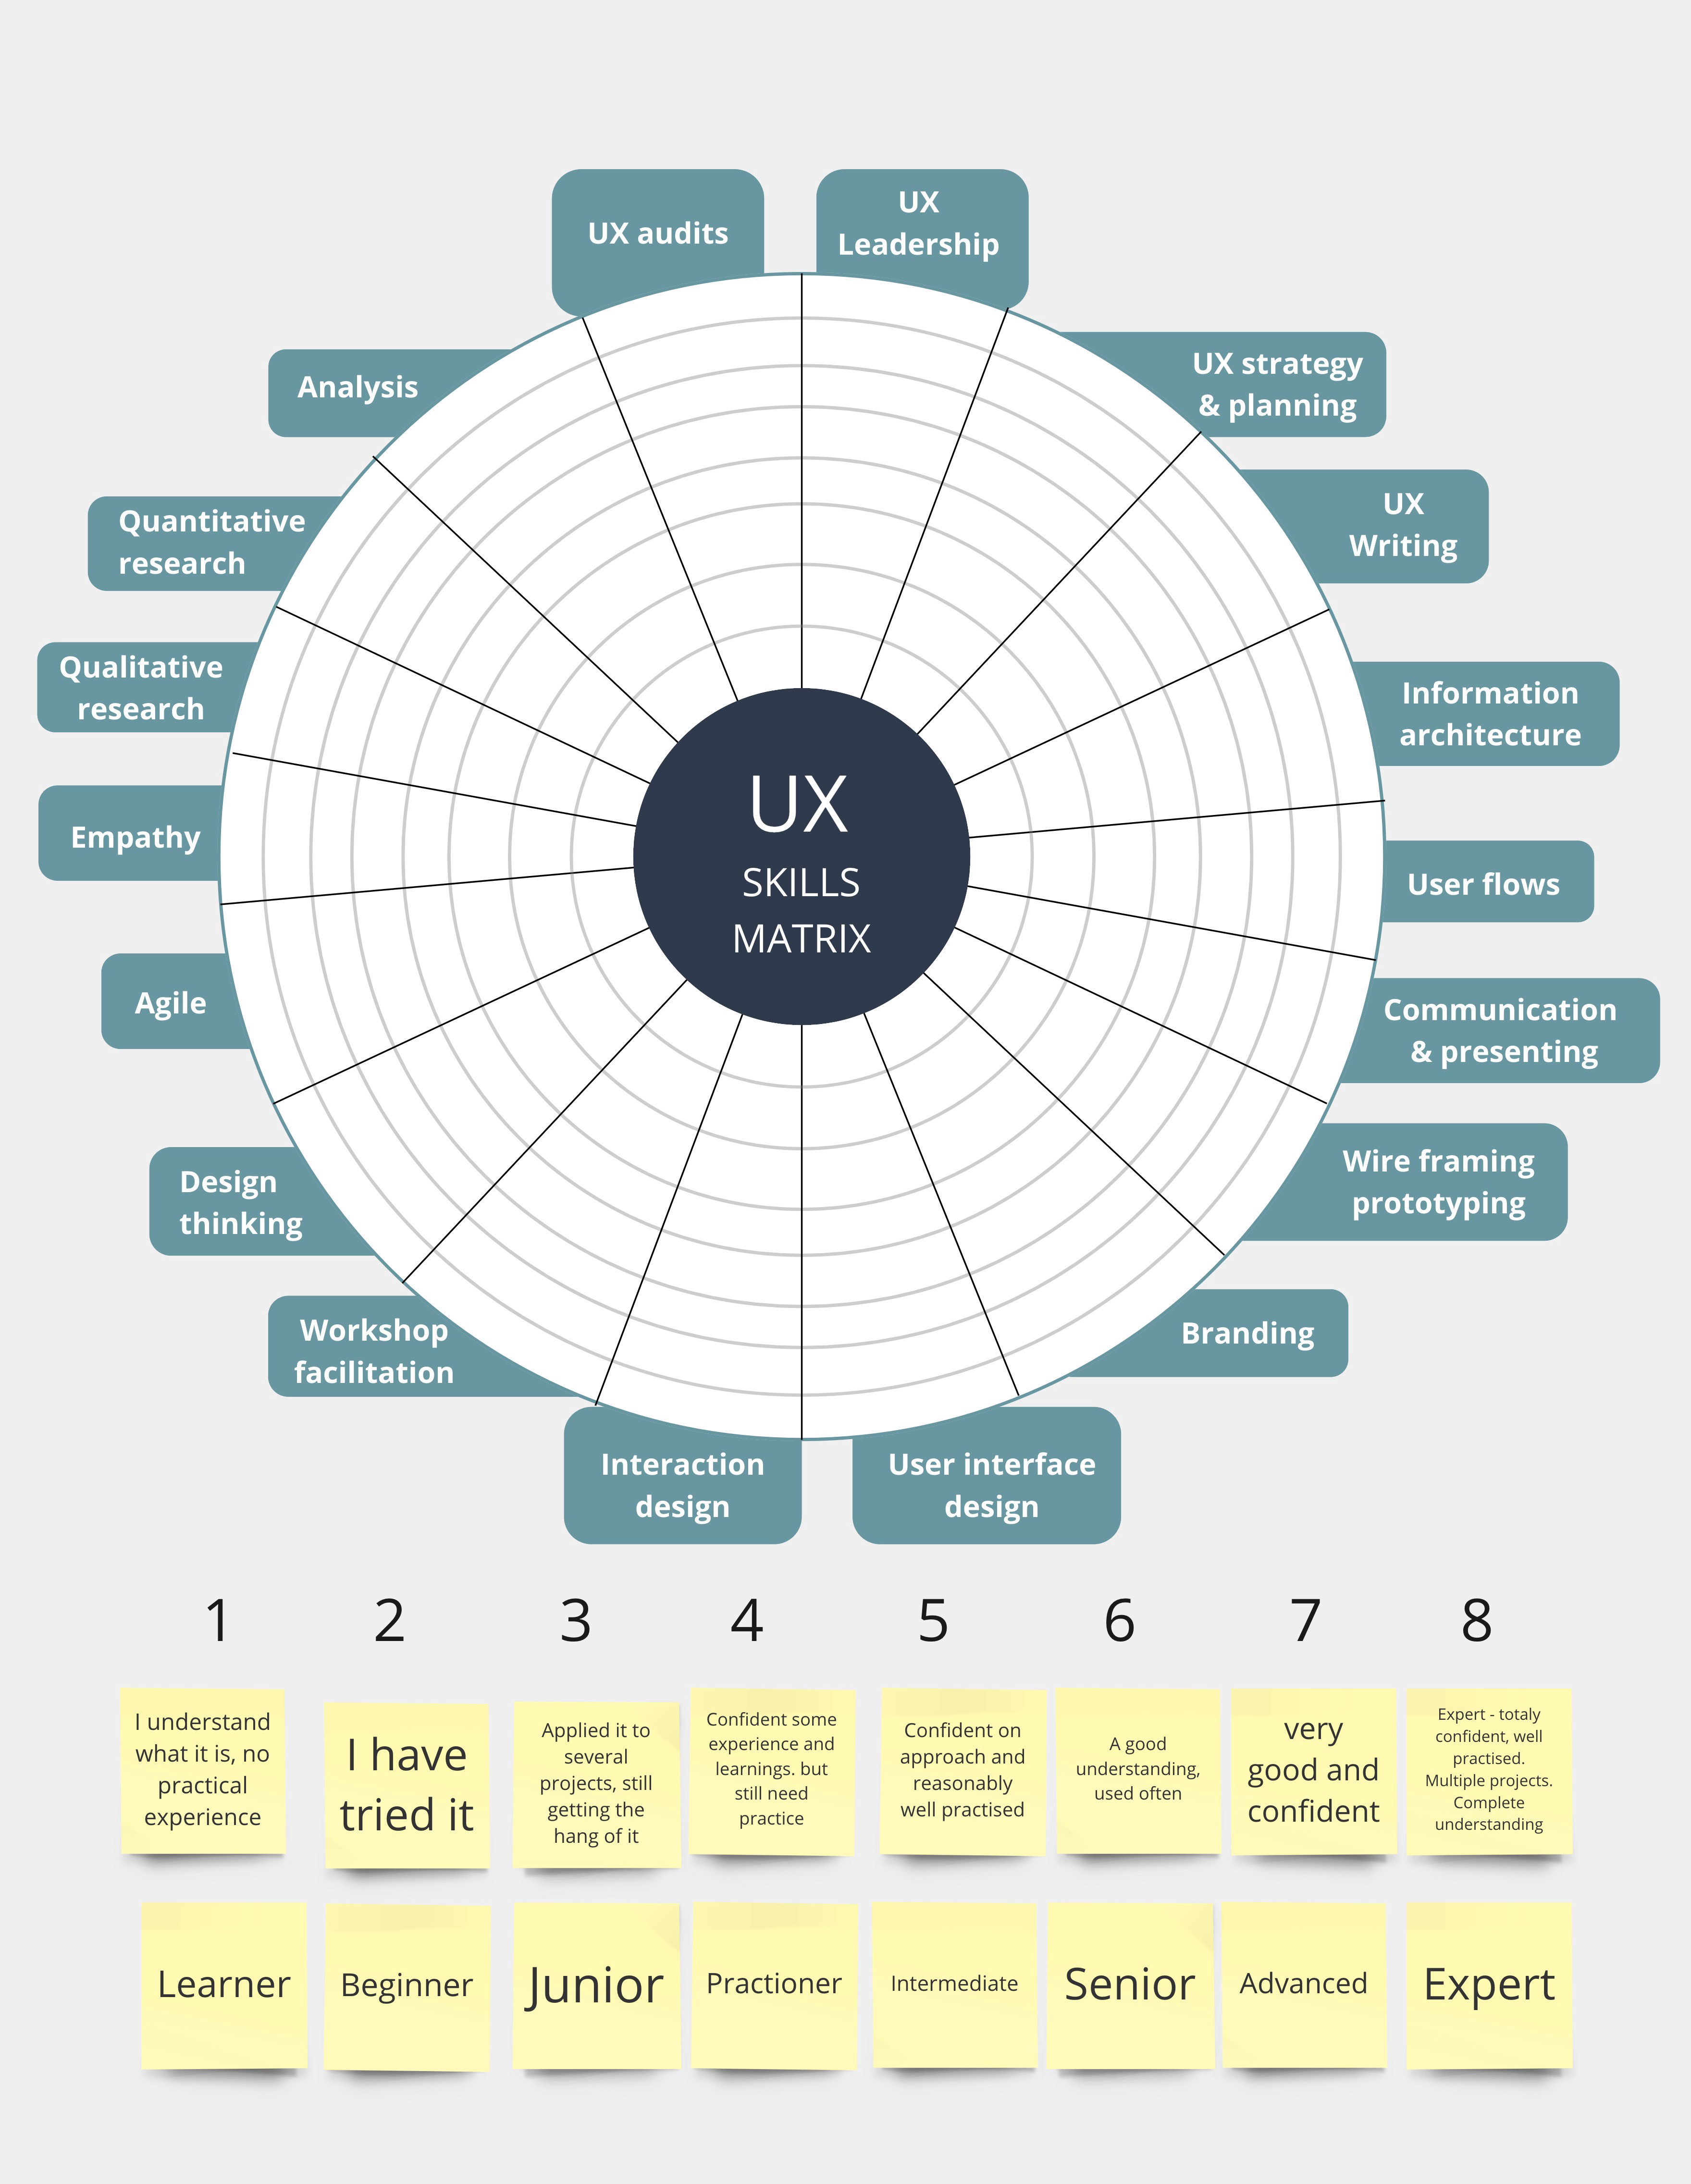 UX audits
UX
Leadership
UX strategy
& planning
UX
Writing
Information
architecture
User flows
Communication
& presenting
Wire framing
prototyping
Branding
User interface
design
Interaction
design
Workshop
facilitation
Design
thinking
Agile
Empathy
Qualitative
research
Quantitative
research
Analysis
UX
SKILLS
MATRIX
1
2
3
4
5
6
7
8
I understand
what it is, no
practical
experience
I have
tried it
Applied it to
several
projects, still
getting the
hang of it
Confident some
experience and
learnings. but
still need
practice
Confident on
approach and
reasonably
well practised
A good
understanding,
used often
very
good and
confident
Expert - totaly
confident, well
practised.
Multiple projects.
Complete
understanding
Learner
Beginner
Junior
Practioner
Intermediate
Senior
Advanced
Expert